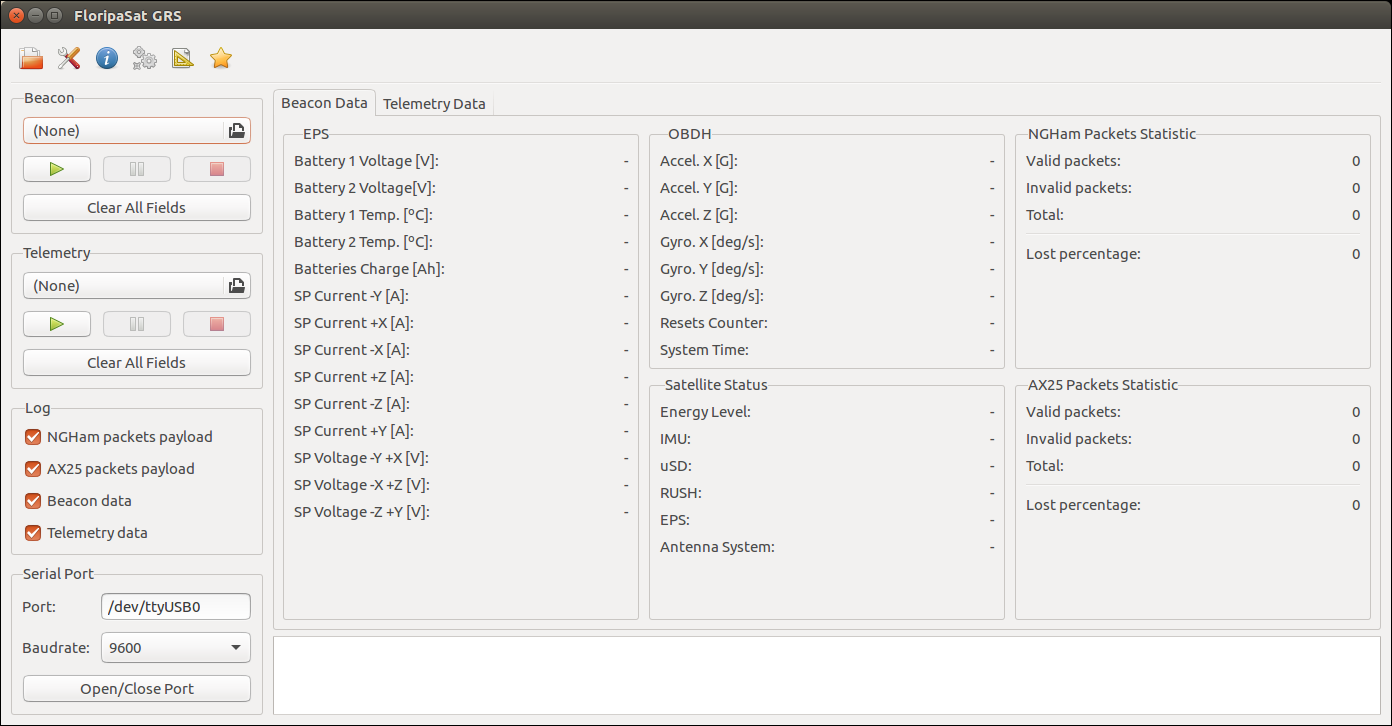 FloripaSat GRS
Beacon
(None)
Clear All Fields
Telemetry
(None)
Clear All Fields
Log
NGHam packets payload
AX25 packets payload
Beacon data
Telemetry data
Serial Port
Port: /dev/ttyUSB0
Baudrate: 9600
Open/Close Port
Beacon Data Telemetry Data
EPS
Battery 1 Voltage [V]: -
Battery 2 Voltage[V]: -
Battery 1 Temp. [ºC]: -
Battery 2 Temp. [ºC]: -
Batteries Charge [Ah]: -
SP Current -Y [A]: -
SP Current +X [A]: -
SP Current -X [A]: -
SP Current +Z [A]: -
SP Current -Z [A]: -
SP Current +Y [A]: -
SP Voltage -Y +X [V]: -
SP Voltage -X +Z [V]: -
SP Voltage -Z +Y [V]: -
OBDH
Accel. X [G]: -
Accel. Y [G]: -
Accel. Z [G]: -
Gyro. X [deg/s]: -
Gyro. Y [deg/s]: -
Gyro. Z [deg/s]: -
Resets Counter: -
System Time: -
Satellite Status
Energy Level: -
IMU: -
uSD: -
RUSH: -
EPS: -
Antenna System: -
NGHam Packets Statistic
Valid packets: 0
Invalid packets: 0
Total: 0
Lost percentage: 0
AX25 Packets Statistic
Valid packets: 0
Invalid packets: 0
Total: 0
Lost percentage: 0